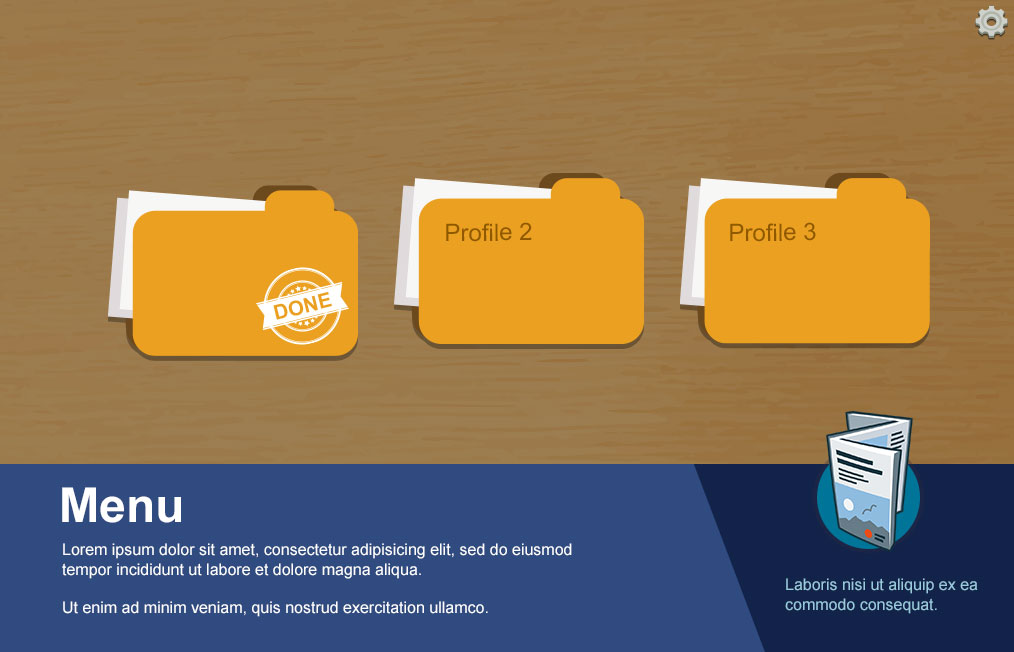 Profile 2
Profile 3
DONE
Menu
Lorem ipsum dolor sit amet, consectetur adipisicing elit, sed do eiusmod
tempor incididunt ut labore et dolore magna aliqua.
Ut enim ad minim veniam, quis nostrud exercitation ullamco.
Laboris nisi ut aliquip ex ea
commodo consequat.